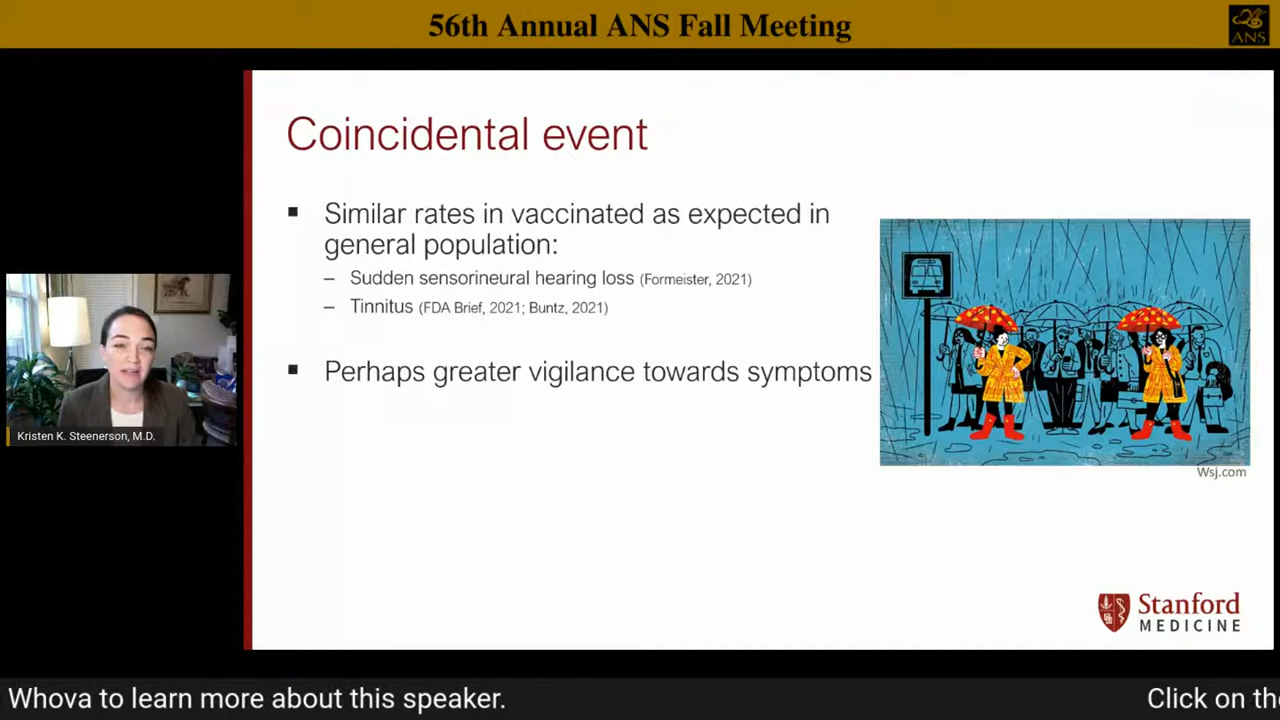 56th Annual ANS Fall Meeting
ANS
Coincidental event
▪ Similar rates in vaccinated as expected in
general population:
– Sudden sensorineural hearing loss (Formeister, 2021)
– Tinnitus (FDA Brief, 2021; Buntz, 2021)
▪ Perhaps greater vigilance towards symptoms
Wsj.com
Kristen K. Steenerson, M.D.
Stanford
MEDICINE
Whova to learn more about this speaker.
Click on the